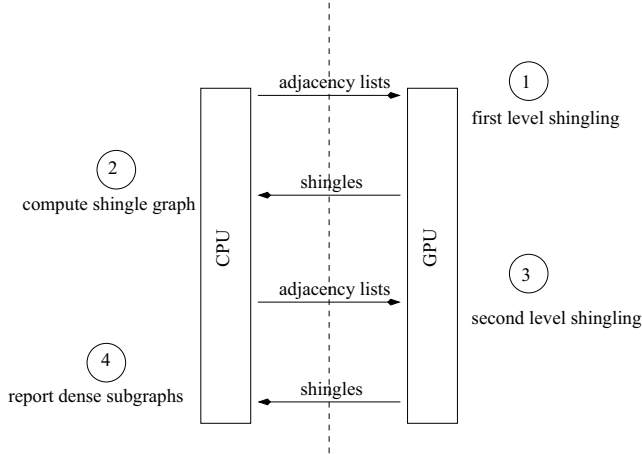 adjacency lists
1
first level shingling
2
shingles
compute shingle graph
CPU
GPU
3
adjacency lists
second level shingling
4
shingles
report dense subgraphs